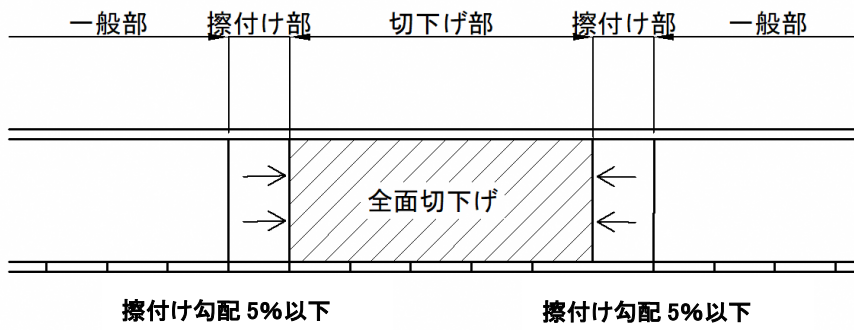 一般部 擦付け部 切下げ部 擦付け部 一般部
全面切下げ
擦付け勾配 5%以下 擦付け勾配 5%以下